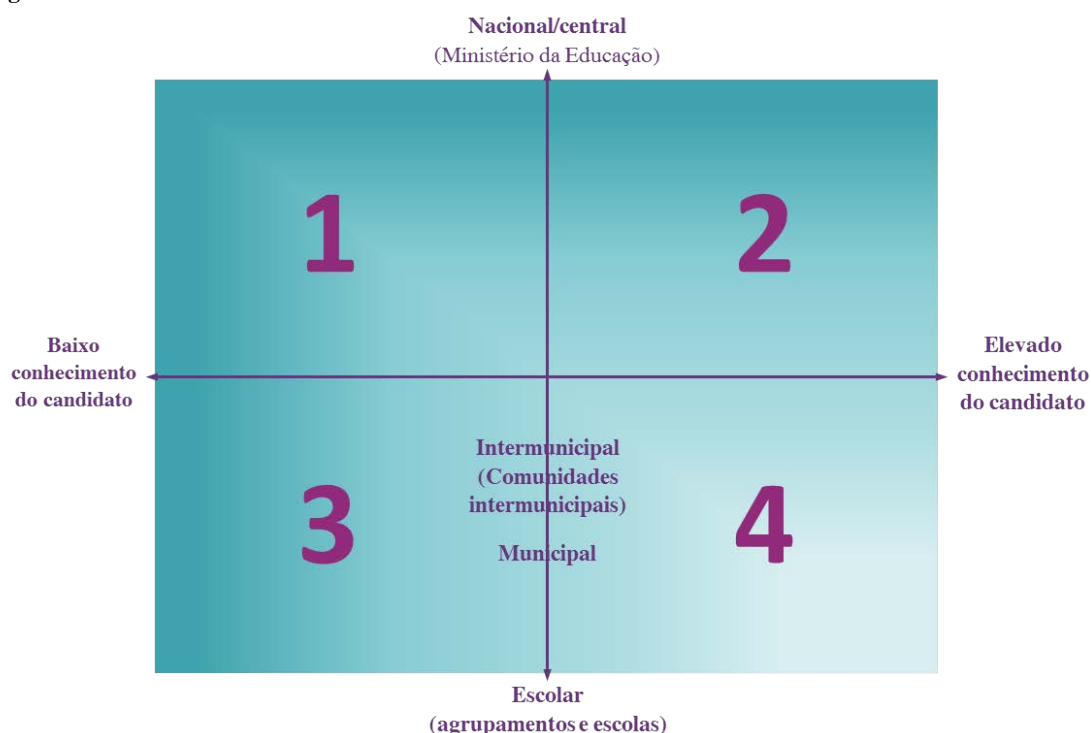 g
Nacional/central
(Ministério da Educação)
1
2
Baixo
conhecimento
do candidato
Elevado
conhecimento
do candidato
Intermunicipal
(Comunidades
intermunicipais)
Municipal
3
4
Escolar
(agrupamentos e escolas)